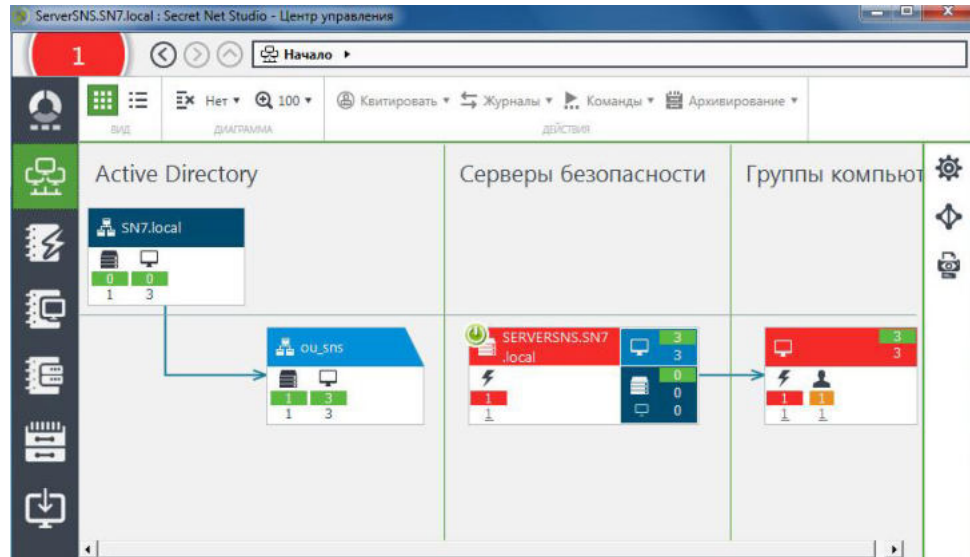 ServerSNS.SN7.local : Secret Net Studio - Центр управления
1
Начало
Нет
100
Квитировать
Журналы
Команды
Архивирование
ВИД
ДИАГРАММА
ДЕЙСТВИЯ
Active Directory
Серверы безопасности
Группы компьют
SN7.local
0 0
1 3
ou_sns
1 3
1 3
SERVERSNS.SN7
.local
3
3
0
0
0
1
1
3
3
1 1
1 1